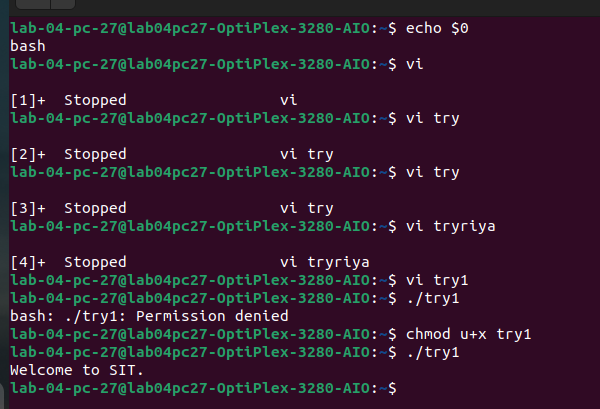 lab-04-pc-27@lab04pc27-OptiPlex-3280-AIO:~$ echo $0
bash
lab-04-pc-27@lab04pc27-OptiPlex-3280-AIO:~$ vi
[1]+  Stopped                 vi
lab-04-pc-27@lab04pc27-OptiPlex-3280-AIO:~$ vi try
[2]+  Stopped                 vi try
lab-04-pc-27@lab04pc27-OptiPlex-3280-AIO:~$ vi try
[3]+  Stopped                 vi try
lab-04-pc-27@lab04pc27-OptiPlex-3280-AIO:~$ vi tryriya
[4]+  Stopped                 vi tryriya
lab-04-pc-27@lab04pc27-OptiPlex-3280-AIO:~$ vi try1
lab-04-pc-27@lab04pc27-OptiPlex-3280-AIO:~$ ./try1
bash: ./try1: Permission denied
lab-04-pc-27@lab04pc27-OptiPlex-3280-AIO:~$ chmod u+x try1
lab-04-pc-27@lab04pc27-OptiPlex-3280-AIO:~$ ./try1
Welcome to SIT.
lab-04-pc-27@lab04pc27-OptiPlex-3280-AIO:~$